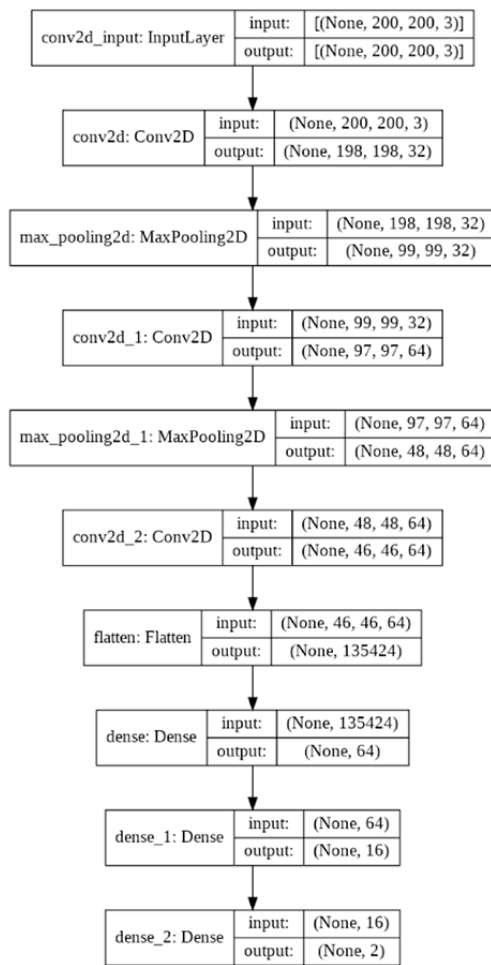 conv2d_input: InputLayer
input: [(None, 200, 200, 3)]
output: [(None, 200, 200, 3)]
conv2d: Conv2D
input: (None, 200, 200, 3)
output: (None, 198, 198, 32)
max_pooling2d: MaxPooling2D
input: (None, 198, 198, 32)
output: (None, 99, 99, 32)
conv2d_1: Conv2D
input: (None, 99, 99, 32)
output: (None, 97, 97, 64)
max_pooling2d_1: MaxPooling2D
input: (None, 97, 97, 64)
output: (None, 48, 48, 64)
conv2d_2: Conv2D
input: (None, 48, 48, 64)
output: (None, 46, 46, 64)
flatten: Flatten
input: (None, 46, 46, 64)
output: (None, 135424)
dense: Dense
input: (None, 135424)
output: (None, 64)
dense_1: Dense
input: (None, 64)
output: (None, 16)
dense_2: Dense
input: (None, 16)
output: (None, 2)